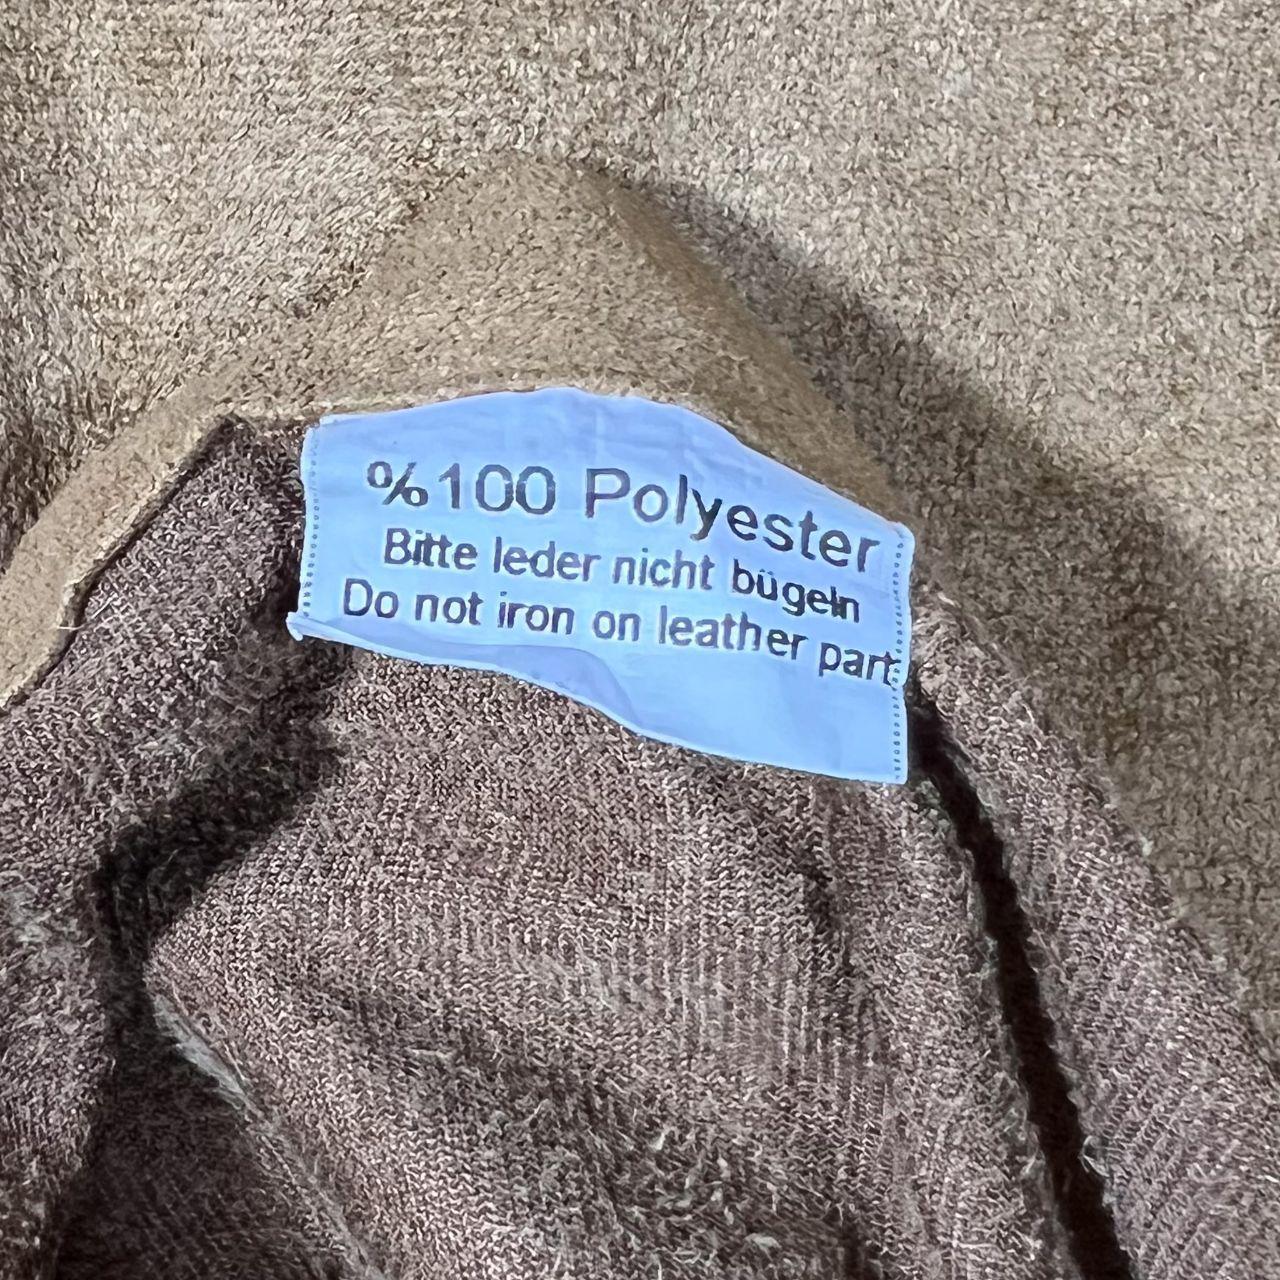 %100 Polyester
Bitte leder nicht bügeln
Do not iron on leather part